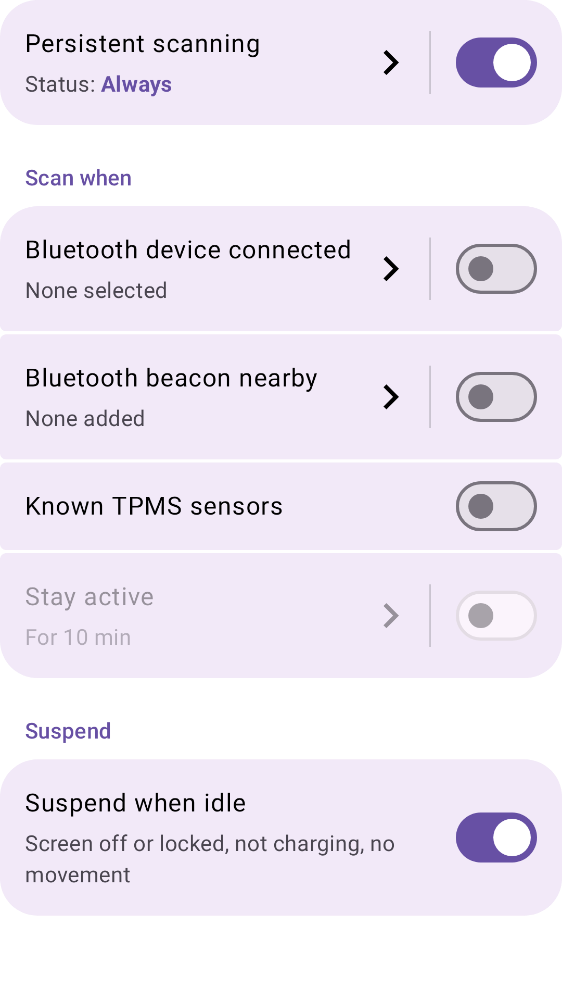 Persistent scanning
Status: Always
Scan when
Bluetooth device connected
None selected
Bluetooth beacon nearby
None added
Known TPMS sensors
Stay active
For 10 min
Suspend
Suspend when idle
Screen off or locked, not charging, no
movement